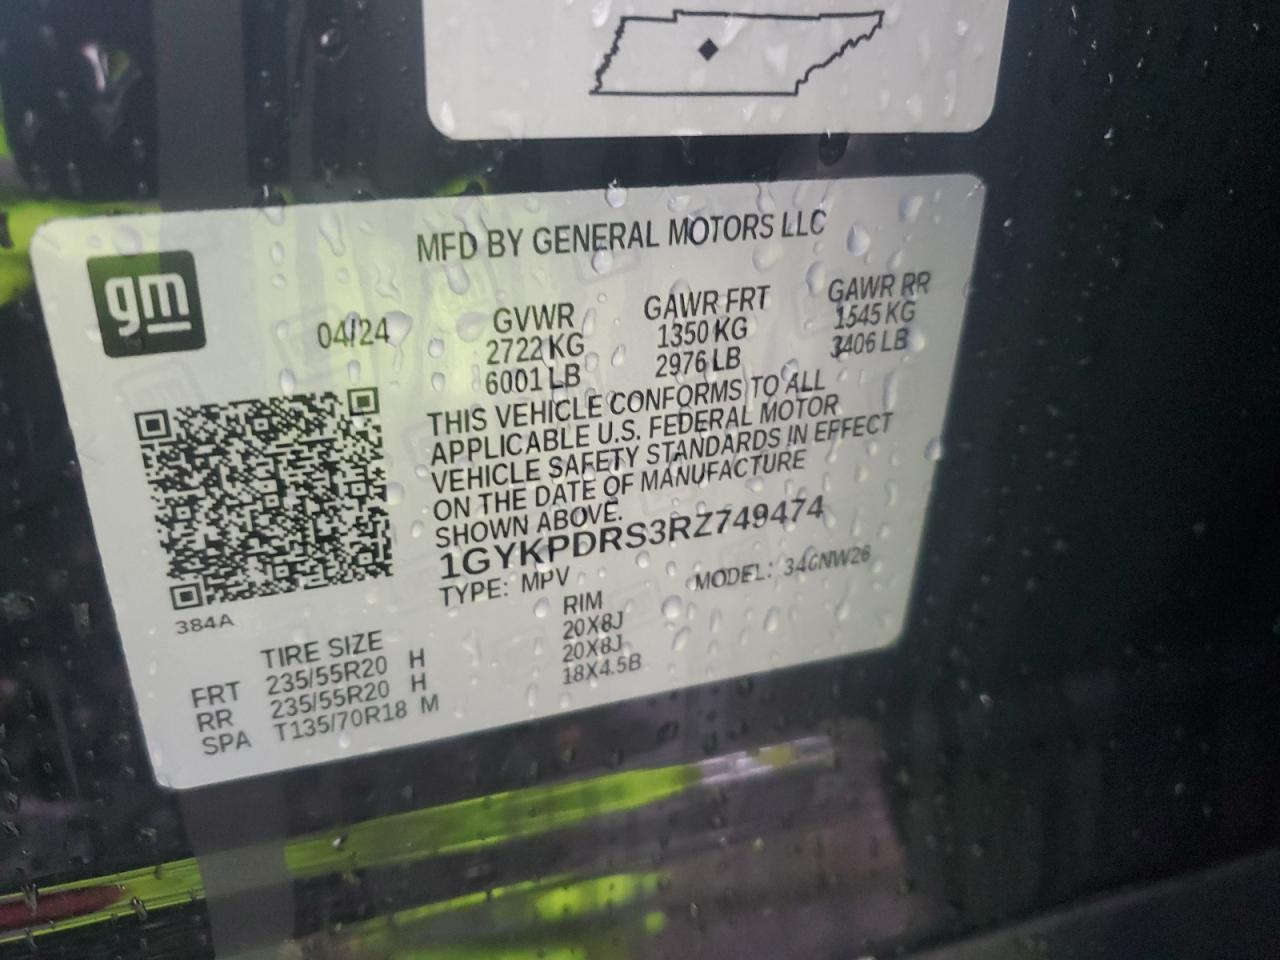 MFD BY GENERAL MOTORS LLC
gm
04/24
GVWR GAWR FRT GAWR RR
2722 KG 1350 KG 1545 KG
6001 LB 2976 LB 3406 LB
THIS VEHICLE CONFORMS TO ALL
APPLICABLE U.S. FEDERAL MOTOR
VEHICLE SAFETY STANDARDS IN EFFECT
ON THE DATE OF MANUFACTURE
SHOWN ABOVE.
1GYKPDRS3RZ749474
TYPE: MPV MODEL: 34GNW26
384A
TIRE SIZE RIM
FRT 235/55R20 H 20X8J
RR 235/55R20 H 20X8J
SPA T135/70R18 M 18X4.5B